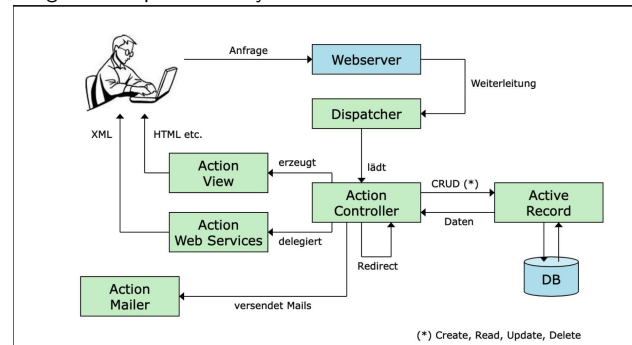 Anfrage
Webserver
Weiterleitung
Dispatcher
XML
HTML etc.
lädt
Action
View
erzeugt
Action
Controller
CRUD (*)
Active
Record
Daten
Action
Web Services
delegiert
Redirect
DB
Action
Mailer
versendet Mails
(*) Create, Read, Update, Delete